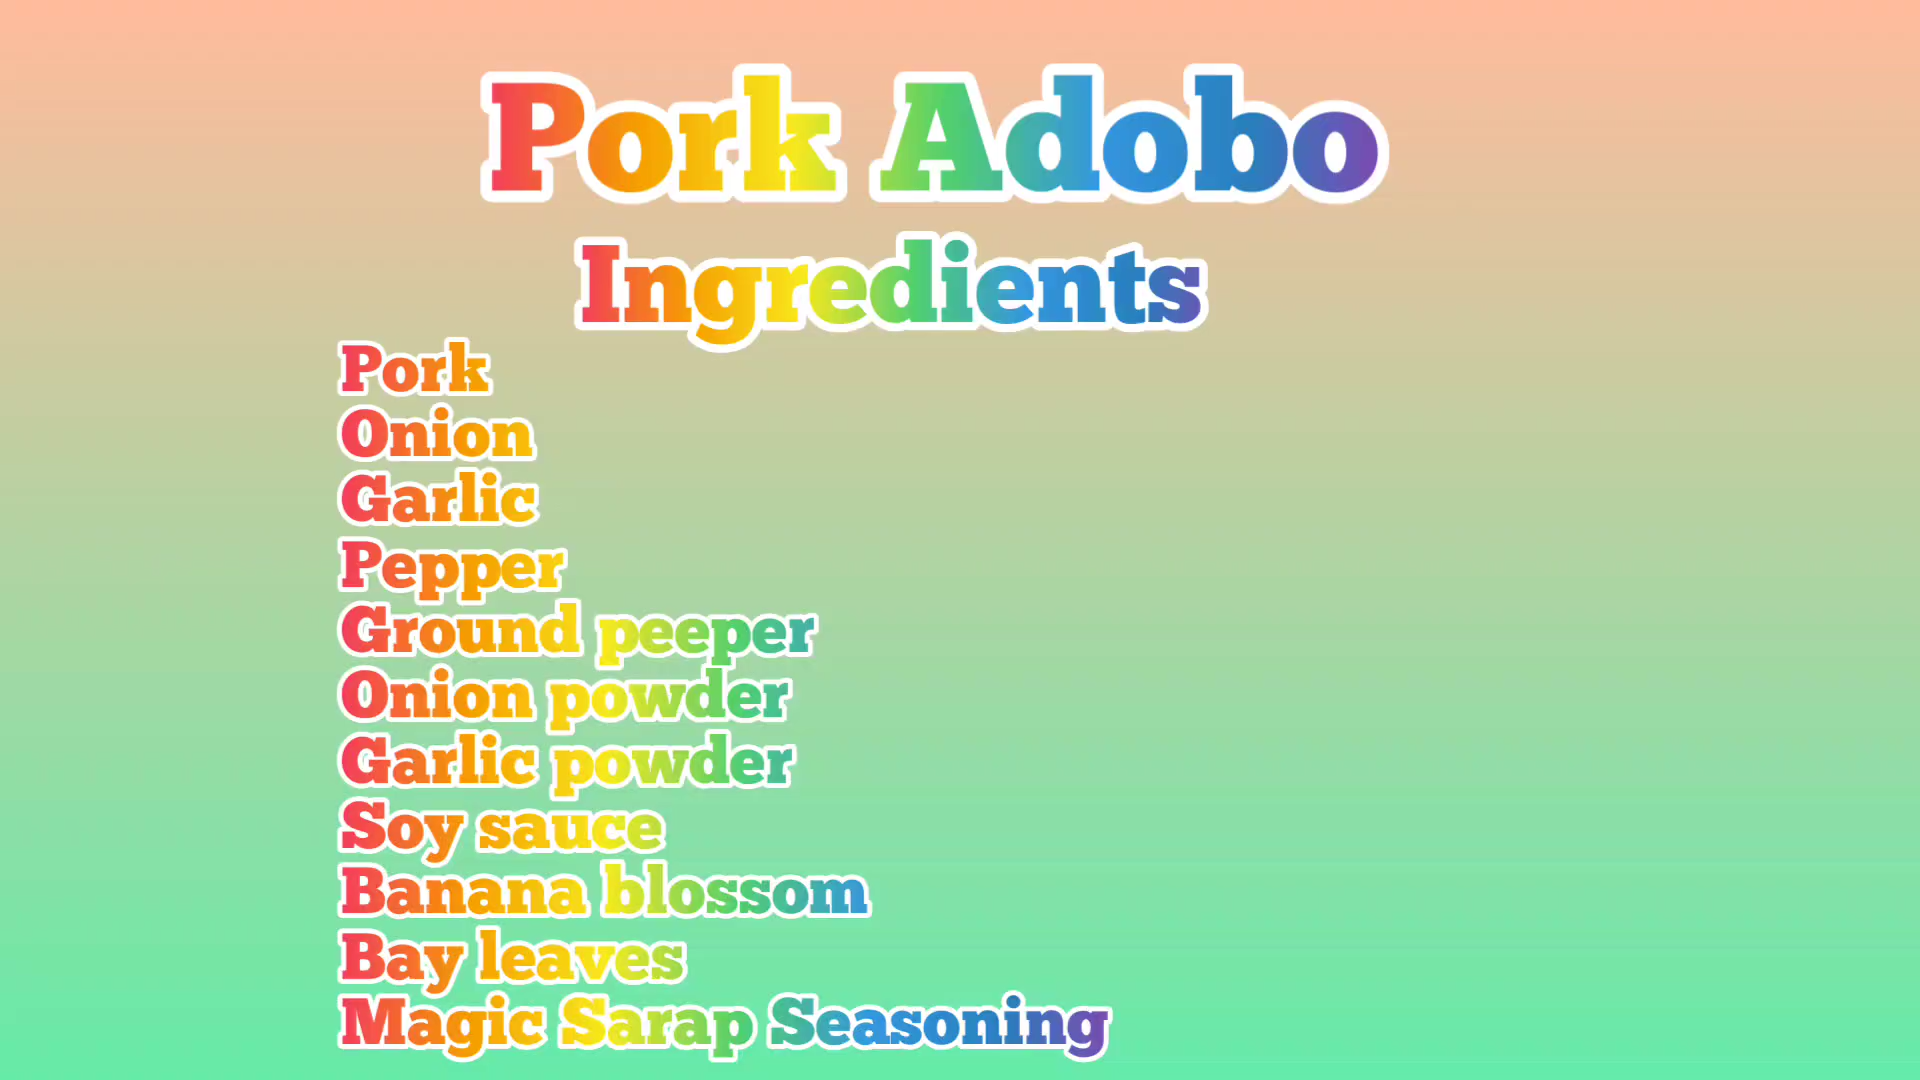 Pork Adobo
Ingredients
Pork
Onion
Garlic
Pepper
Ground peeper
Onion powder
Garlic powder
Soy sauce
Banana blossom
Bay leaves
Magic Sarap Seasoning